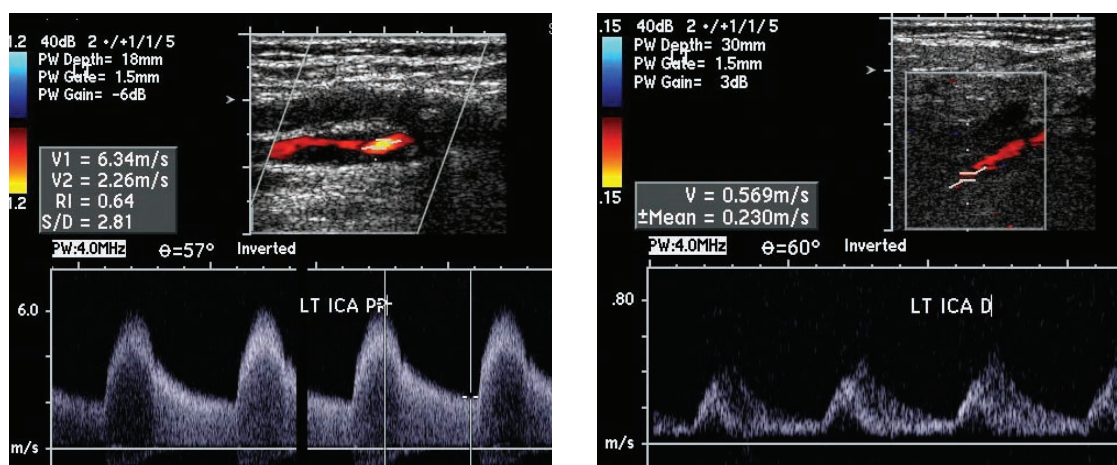 1.2
40dB 2 •/+1/1/5
PW Depth= 18mm
PW Gate= 1.5mm
PW Gain= -6dB
V1 = 6.34m/s
V2 = 2.26m/s
RI = 0.64
S/D = 2.81
1.2
PW:4.0MHz θ=57° Inverted
6.0
LT ICA
m/s
.15
40dB 2 •/+1/1/5
PW Depth= 30mm
PW Gate= 1.5mm
PW Gain= 3dB
V = 0.569m/s
±Mean = 0.230m/s
.15
PW:4.0MHz θ=60° Inverted
.80
LT ICA D
m/s